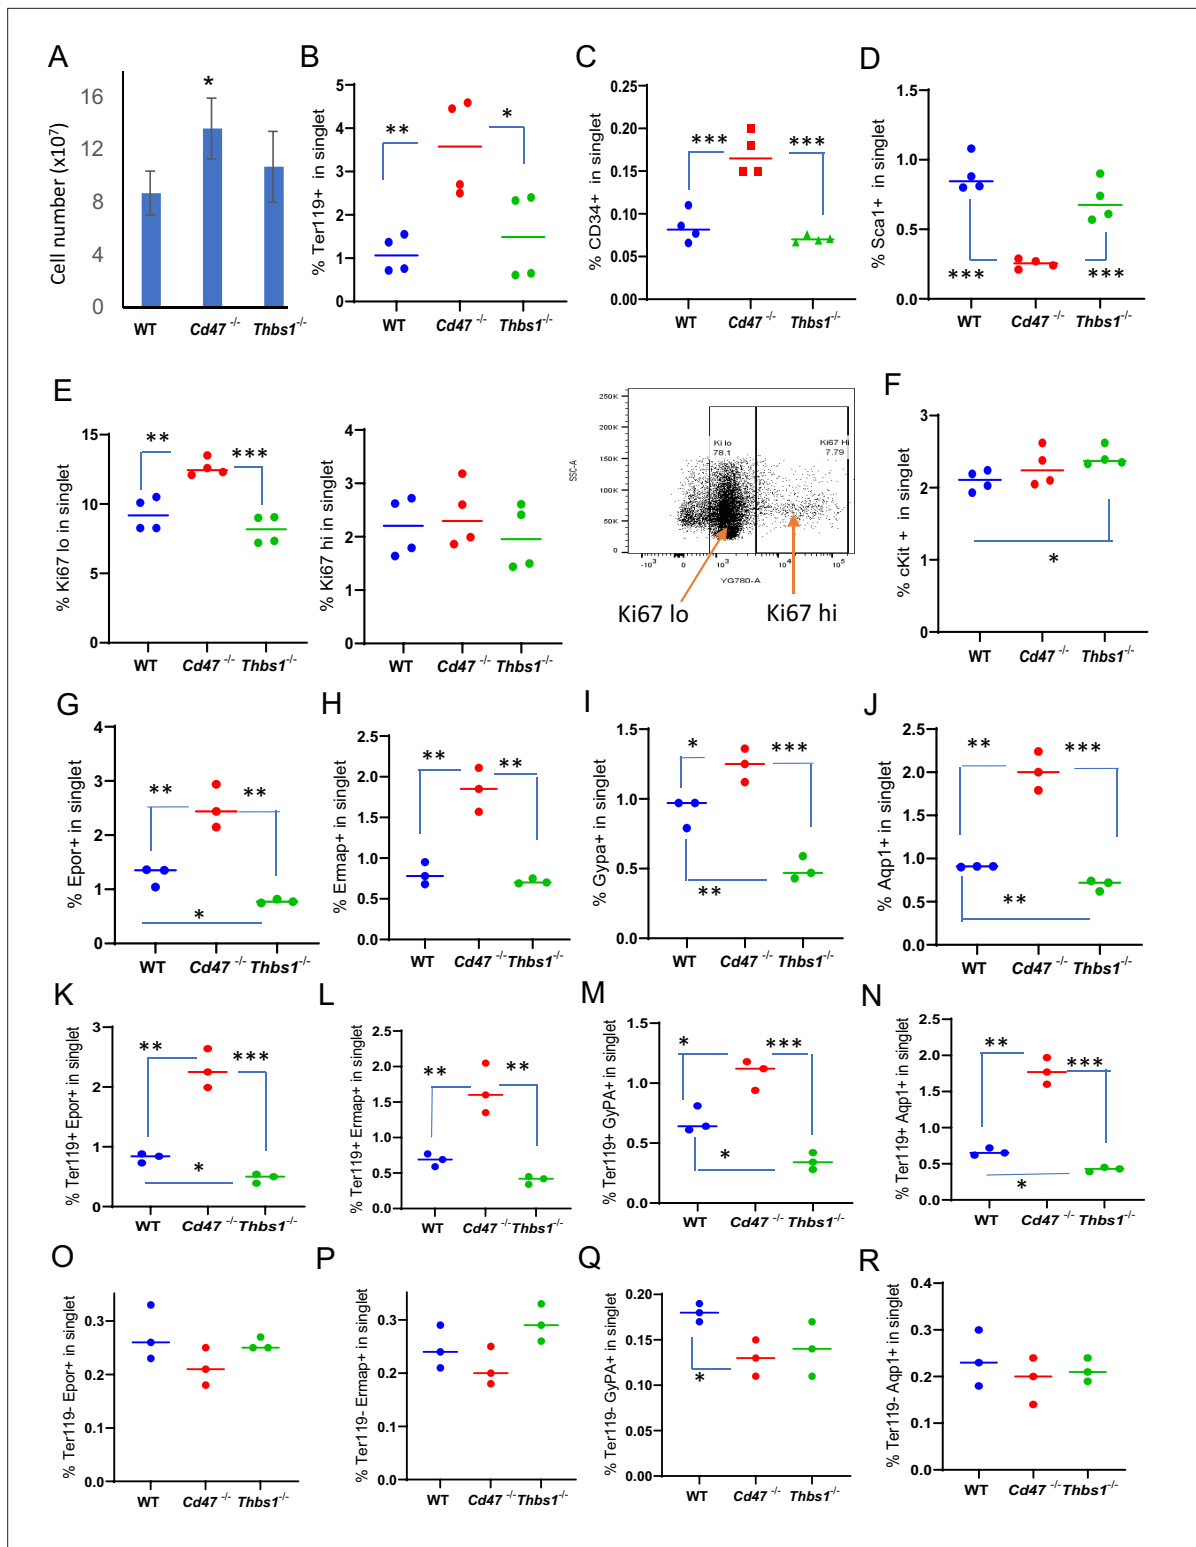 A
Cell number (x10⁷)
16
12
8
4
0
*
WT
Cd47 -/-
Thbs1-/-
B
% Ter119+ in singlet
5
4
3
2
1
0
**
*
WT
Cd47 -/-
Thbs1-/-
C
% CD34+ in singlet
0.25
0.20
0.15
0.10
0.05
0.00
***
***
WT
Cd47 -/-
Thbs1-/-
D
% Sca1+ in singlet
1.5
1.0
0.5
0.0
***
***
WT
Cd47 -/-
Thbs1-/-
E
% Ki67 lo in singlet
15
10
5
0
**
***
WT
Cd47 -/-
Thbs1-/-
% Ki67 hi in singlet
4
3
2
1
0
WT
Cd47 -/-
Thbs1-/-
SSC-A
250K
200K
150K
100K
50K
0
Ki lo
78.1
Ki67 Hi
7.79
-10³
0
10³
10⁴
10⁵
YG780-A
Ki67 lo
Ki67 hi
F
% cKit + in singlet
3
2
1
0
*
WT
Cd47 -/-
Thbs1-/-
G
% Epor+ in singlet
4
3
2
1
0
**
**
*
WT
Cd47 -/-
Thbs1-/-
H
% Ermap+ in singlet
2.5
2.0
1.5
1.0
0.5
0.0
**
**
WT
Cd47 -/-
Thbs1-/-
I
% Gypa+ in singlet
1.5
1.0
0.5
0.0
*
***
**
WT
Cd47 -/-
Thbs1-/-
J
% Aqp1+ in singlet
2.5
2.0
1.5
1.0
0.5
0.0
**
***
**
WT
Cd47 -/-
Thbs1-/-
K
% Ter119+ Epor+ in singlet
3
2
1
0
**
***
*
WT
Cd47 -/-
Thbs1-/-
L
% Ter119+ Ermap+ in singlet
2.5
2.0
1.5
1.0
0.5
0.0
**
**
WT
Cd47 -/-
Thbs1-/-
M
% Ter119+ GyPA+ in singlet
1.5
1.0
0.5
0.0
*
***
*
WT
Cd47 -/-
Thbs1-/-
N
% Ter119+ Aqp1+ in singlet
2.5
2.0
1.5
1.0
0.5
0.0
**
***
*
WT
Cd47 -/-
Thbs1-/-
O
% Ter119- Epor+ in singlet
0.3
0.2
0.1
0.0
WT
Cd47 -/-
Thbs1-/-
P
% Ter119- Ermap+ in singlet
0.3
0.2
0.1
0.0
WT
Cd47 -/-
Thbs1-/-
Q
% Ter119- GyPA+ in singlet
0.20
0.15
0.10
0.05
0.00
*
WT
Cd47 -/-
Thbs1-/-
R
% Ter119- Aqp1+ in singlet
0.4
0.3
0.2
0.1
0.0
WT
Cd47 -/-
Thbs1-/-